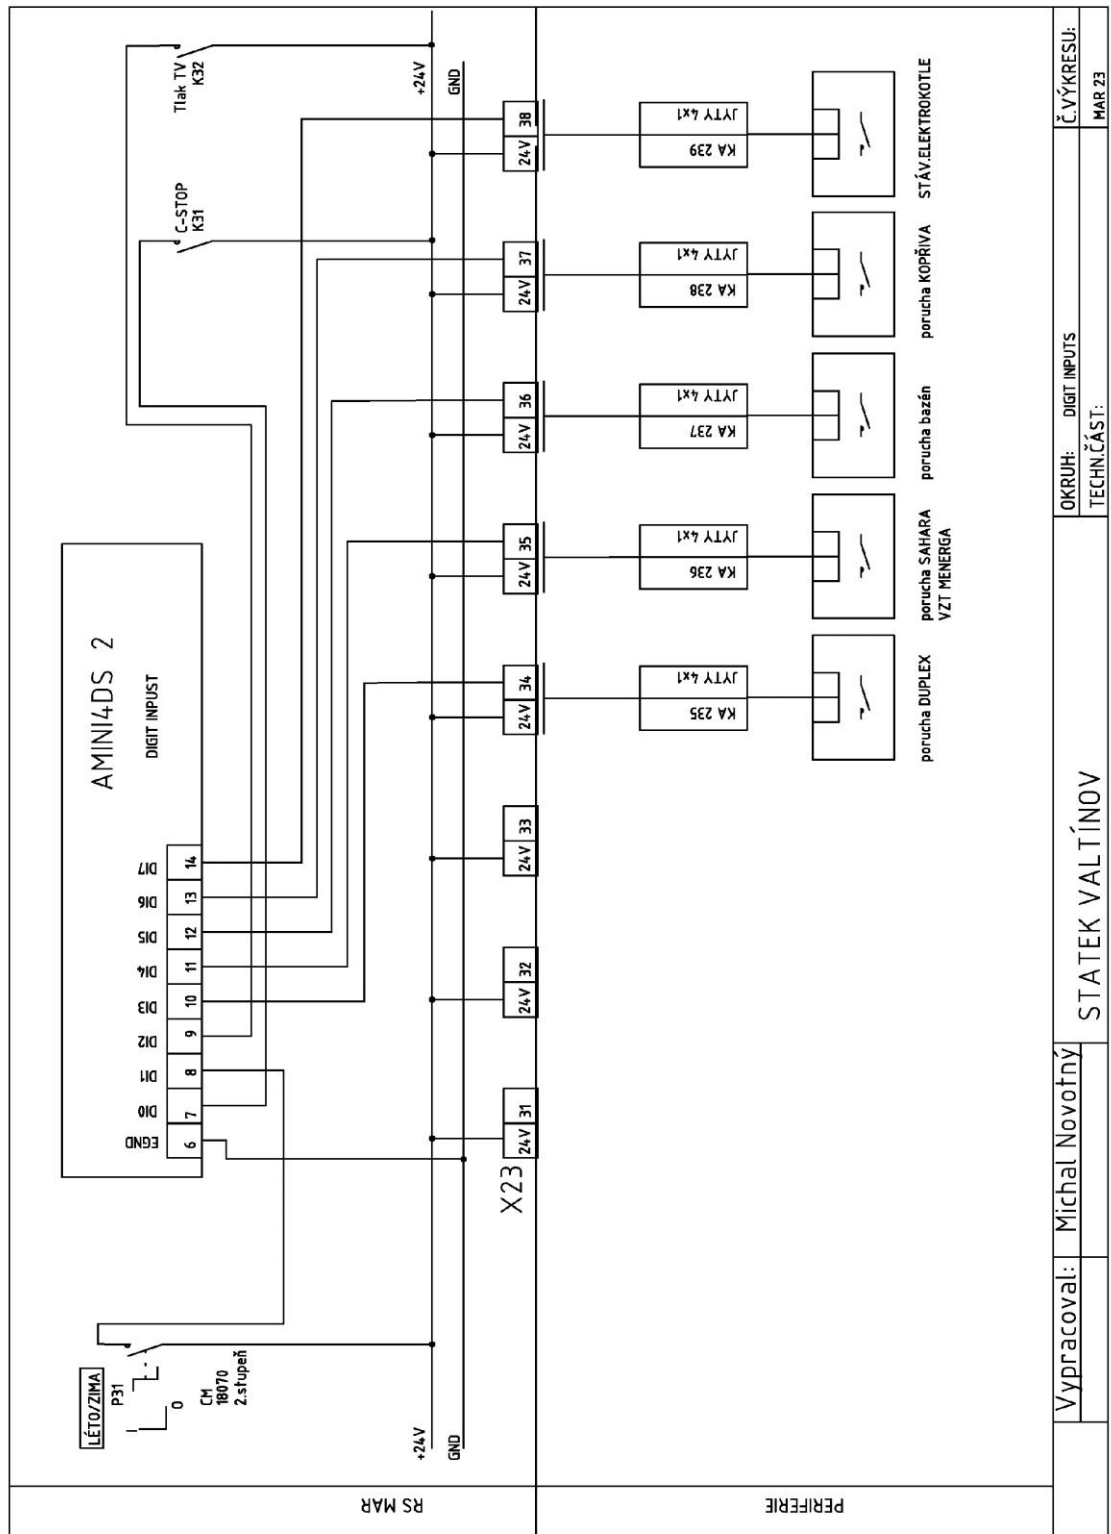 AMINI4DS 2
DIGIT INPUST
EGND
DI0
DI1
DI2
DI3
DI4
DI5
DI6
DI7
6
7
8
9
10
11
12
13
14
LÉTO/ZIMA
P31
0
CM
18070
2.stupeň
C-STOP
K31
Tlak TV
K32
+24V
GND
+24V
GND
RS MAR
X23
24V 31
24V 32
24V 33
24V 34
24V 35
24V 36
24V 37
24V 38
PERIFERIE
KA 235
JYTY 4x1
KA 236
JYTY 4x1
KA 237
JYTY 4x1
KA 238
JYTY 4x1
KA 239
JYTY 4x1
porucha DUPLEX
porucha SAHARA
VZT MENERGA
porucha bazén
porucha KOPŘIVA
STÁV.ELEKTROKOTLE
Vypracoval:
Michal Novotný
STATEK VALTÍNOV
OKRUH: DIGIT INPUTS
TECHN.ČÁST:
Č.VÝKRESU:
MAR 23